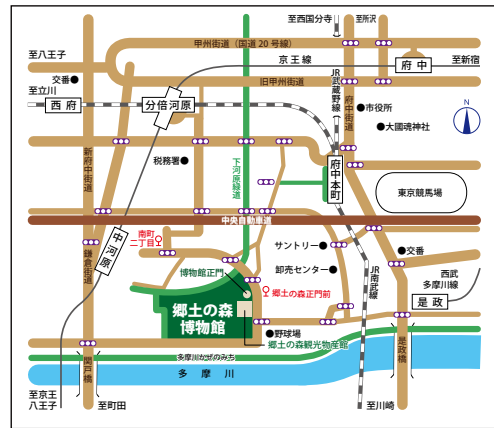 至西国分寺
至所沢
甲州街道（国道20号線）
至八王子
京王線
府中
至新宿
交番
旧甲州街道
至立川
西府
分倍河原
JR武蔵野線
府中街道
市役所
N
大國魂神社
新府中街道
税務署
下河原緑道
府中本町
東京競馬場
中央自動車道
南町
二丁目
中河原
サントリー
交番
鎌倉街道
博物館正門
卸売センター
JR南武線
西武
多摩川線
郷土の森正門前
是政
郷土の森
博物館
野球場
郷土の森観光物産館
多摩川かぜのみち
関戸橋
多摩川
是政橋
至京王
八王子
至町田
至川崎